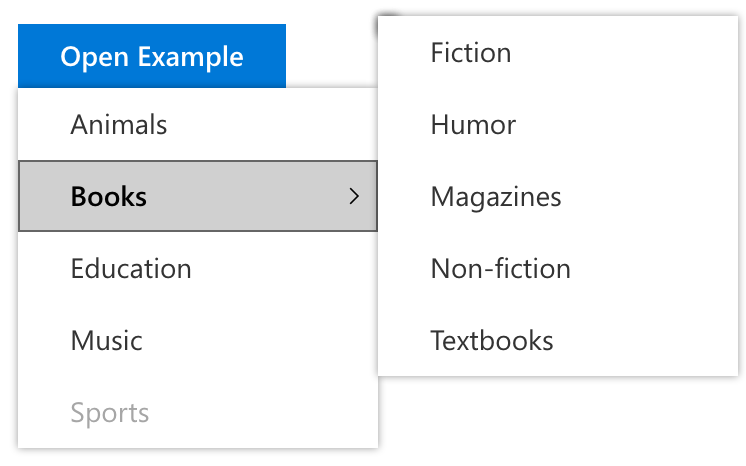 Open Example
Animals
Books
Education
Music
Sports
Fiction
Humor
Magazines
Non-fiction
Textbooks